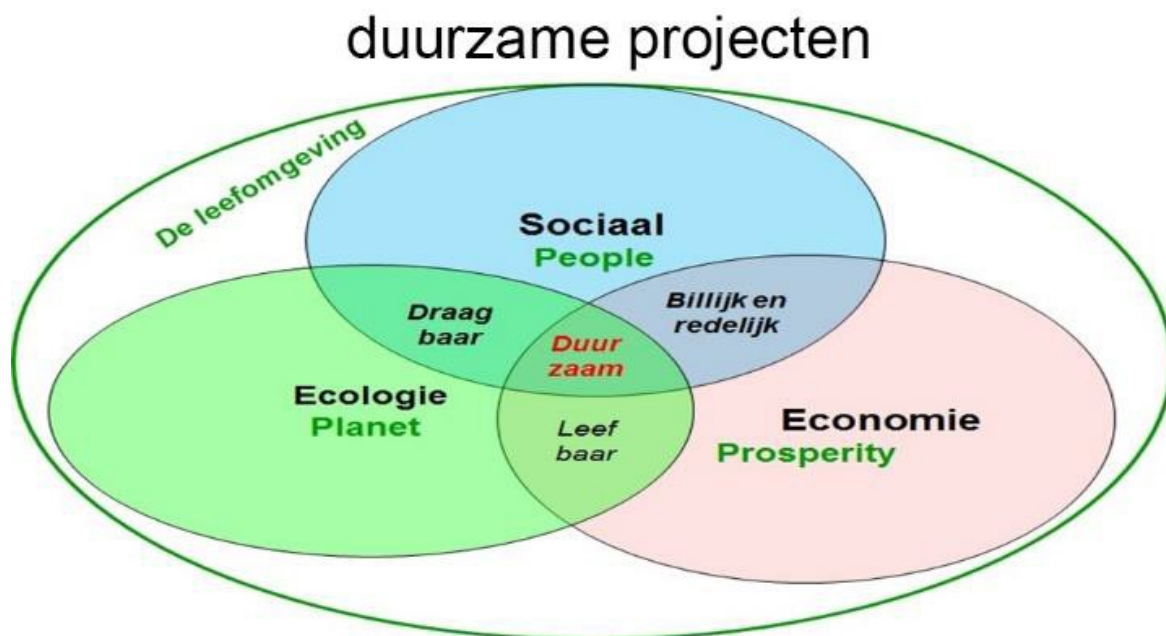 duurzame projecten
De leefomgeving
Sociaal
People
Draag
baar
Billijk en
redelijk
Duur
zaam
Ecologie
Planet
Leef
baar
Economie
Prosperity